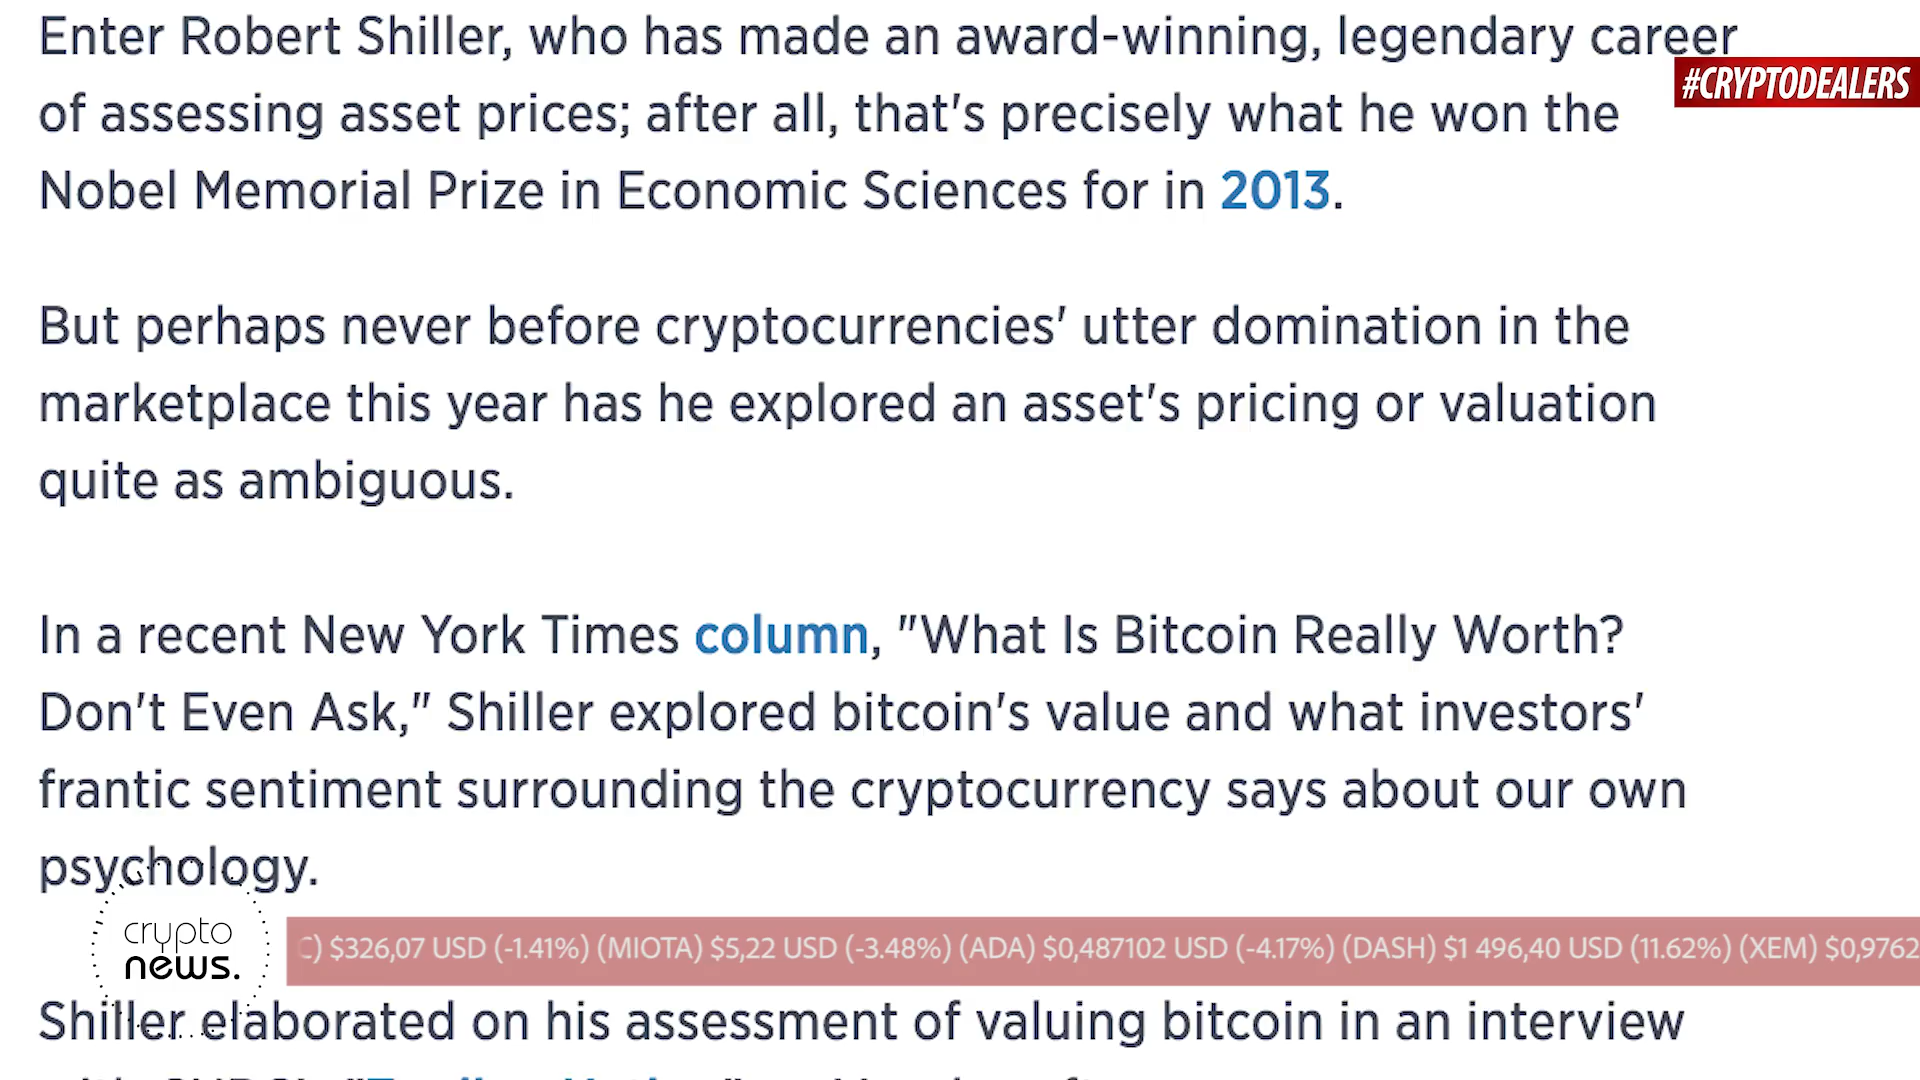 Enter Robert Shiller, who has made an award-winning, legendary career
#CRYPTODEALERS
of assessing asset prices; after all, that's precisely what he won the
Nobel Memorial Prize in Economic Sciences for in 2013.
But perhaps never before cryptocurrencies' utter domination in the
marketplace this year has he explored an asset's pricing or valuation
quite as ambiguous.
In a recent New York Times column, "What Is Bitcoin Really Worth?
Don't Even Ask," Shiller explored bitcoin's value and what investors'
frantic sentiment surrounding the cryptocurrency says about our own
psychology.
crypto
news.
C) $326,07 USD (-1.41%) (MIOTA) $5,22 USD (-3.48%) (ADA) $0,487102 USD (-4.17%) (DASH) $1 496,40 USD (11.62%) (XEM) $0,9762
Shiller elaborated on his assessment of valuing bitcoin in an interview